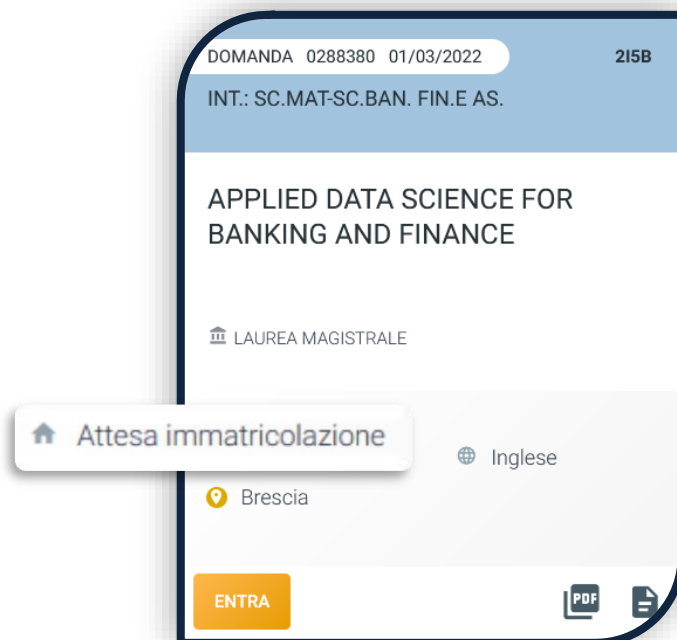 DOMANDA 0288380 01/03/2022 2I5B
INT.: SC.MAT-SC.BAN. FIN.E AS.
APPLIED DATA SCIENCE FOR
BANKING AND FINANCE
LAUREA MAGISTRALE
Attesa immatricolazione
Inglese
Brescia
ENTRA
PDF